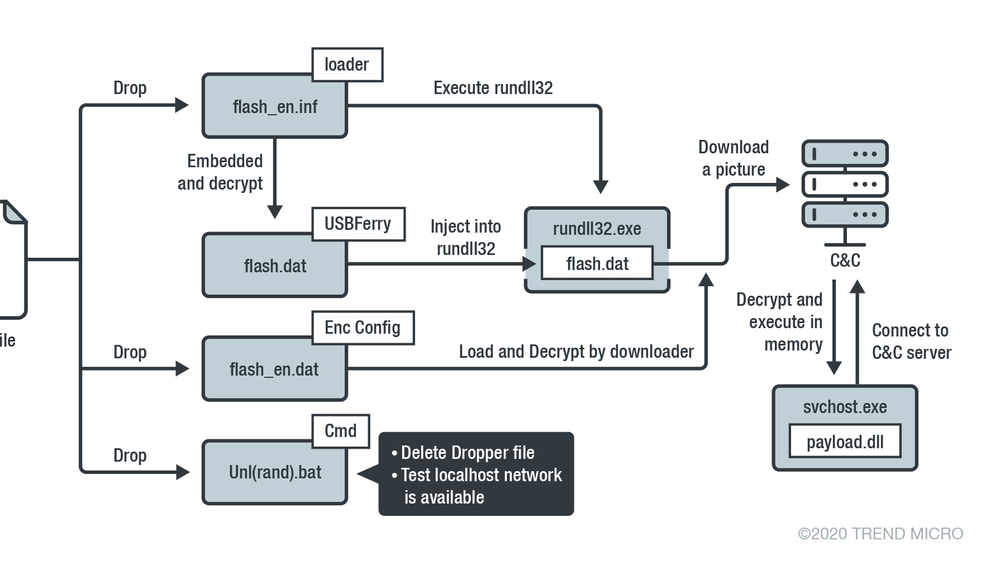 loader
Drop
flash_en.inf
Execute rundll32
Embedded
and decrypt
Download
a picture
USBFerry
flash.dat
Inject into
rundll32
rundll32.exe
flash.dat
C&C
ile
Enc Config
Drop
flash_en.dat
Load and Decrypt by downloader
Decrypt and
execute in
memory
Connect to
C&C server
svchost.exe
payload.dll
Cmd
Drop
Unl(rand).bat
• Delete Dropper file
• Test localhost network
is available
©2020 TREND MICRO